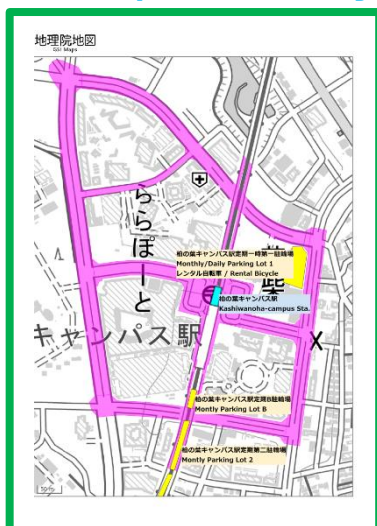 地理院地図
GSI Maps
ららぽーと
柏の葉キャンパス駅定期一時第一駐輪場
Monthly/Daily Parking Lot 1
レンタル自転車 / Rental Bicycle
柏の葉キャンパス駅
Kashiwanoha-campus Sta.
キャンパス駅
柏の葉キャンパス駅定期B駐輪場
Montly Parking Lot B
柏の葉キャンパス駅定期第二駐輪場
Montly Parking Lot 2